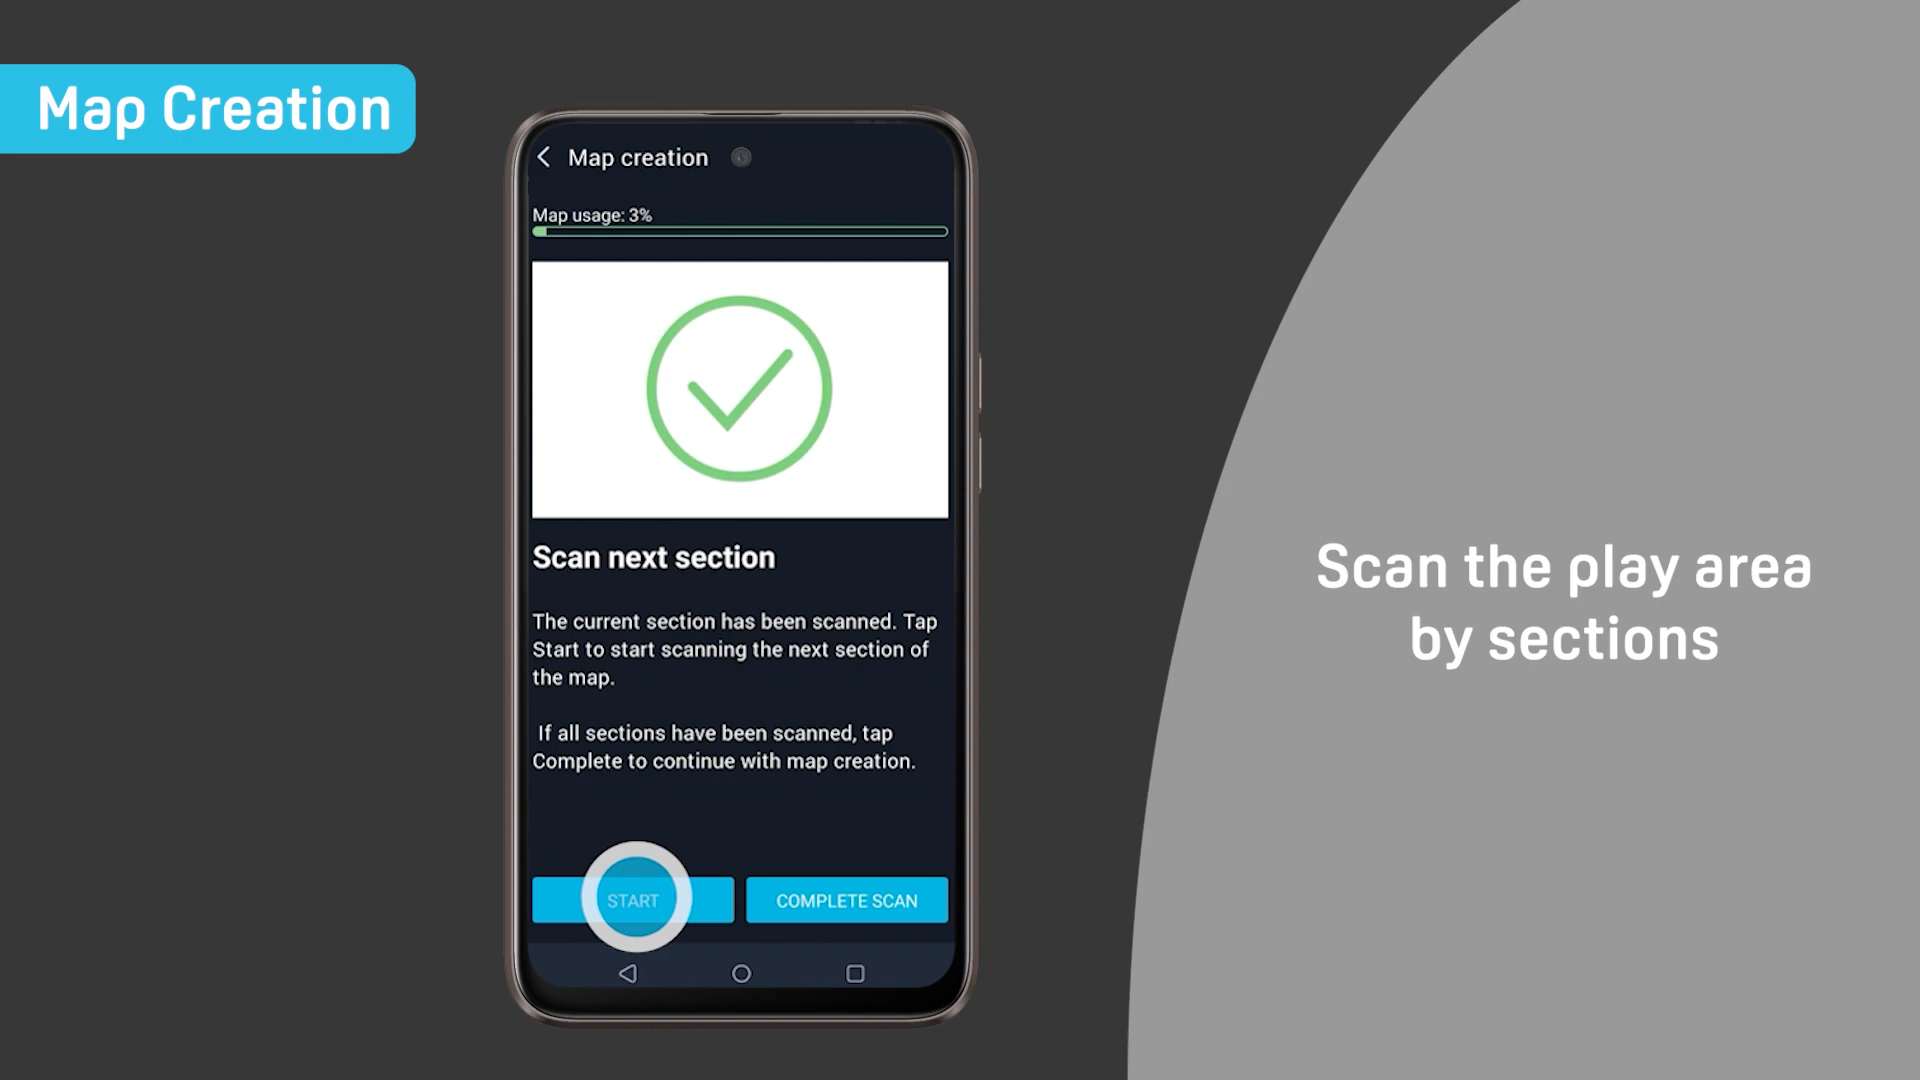 Map Creation
Map creation
Map usage: 3%
Scan next section
The current section has been scanned. Tap
Start to start scanning the next section of
the map.
If all sections have been scanned, tap
Complete to continue with map creation.
START
COMPLETE SCAN
Scan the play area
by sections